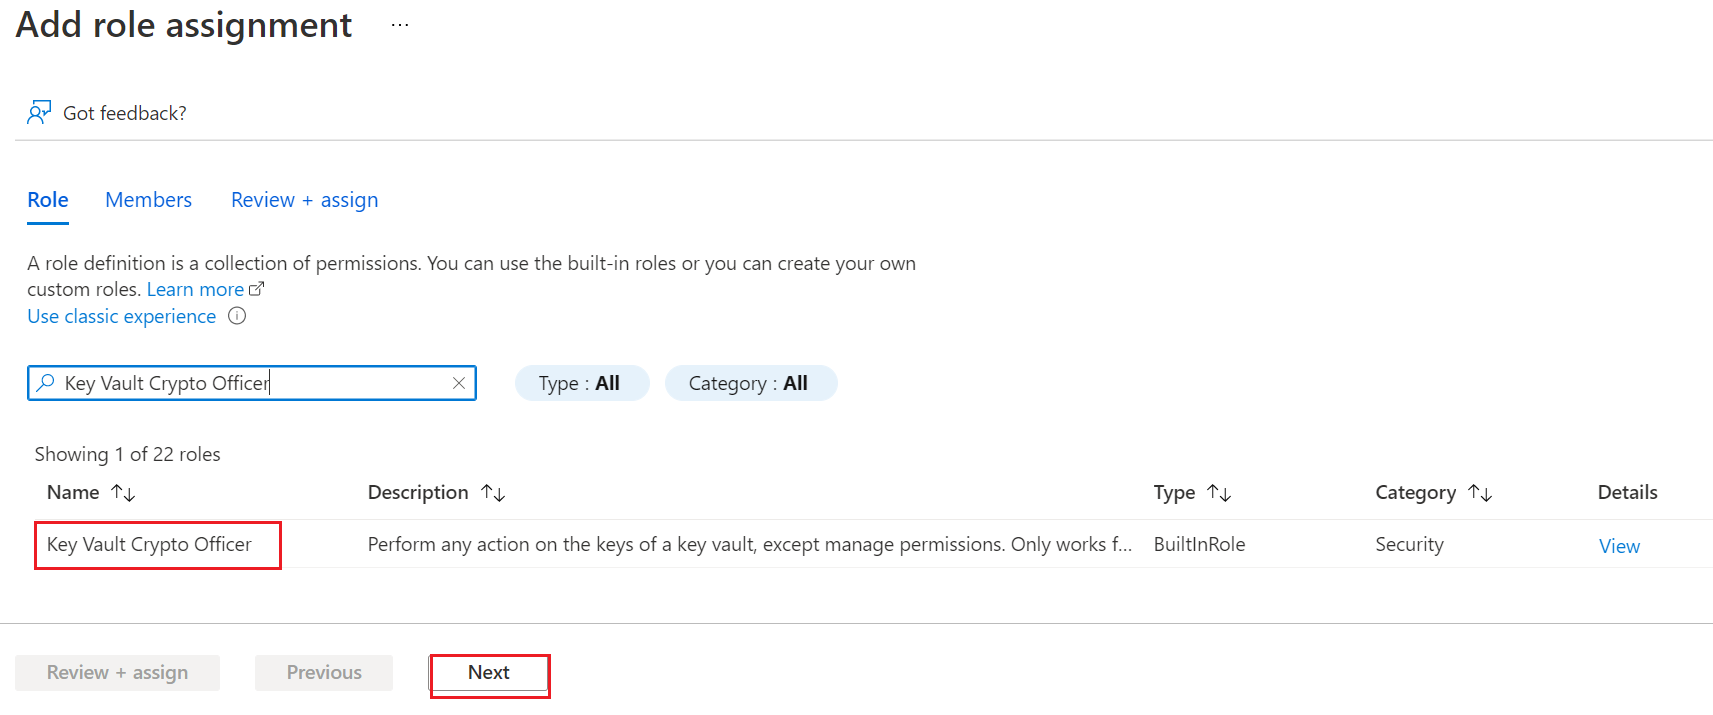 Add role assignment ...
Got feedback?
Role Members Review + assign
A role definition is a collection of permissions. You can use the built-in roles or you can create your own
custom roles. Learn more
Use classic experience
Key Vault Crypto Officer
Type : All Category : All
Showing 1 of 22 roles
Name Description Type Category Details
Key Vault Crypto Officer Perform any action on the keys of a key vault, except manage permissions. Only works f... BuiltInRole Security View
Review + assign Previous Next